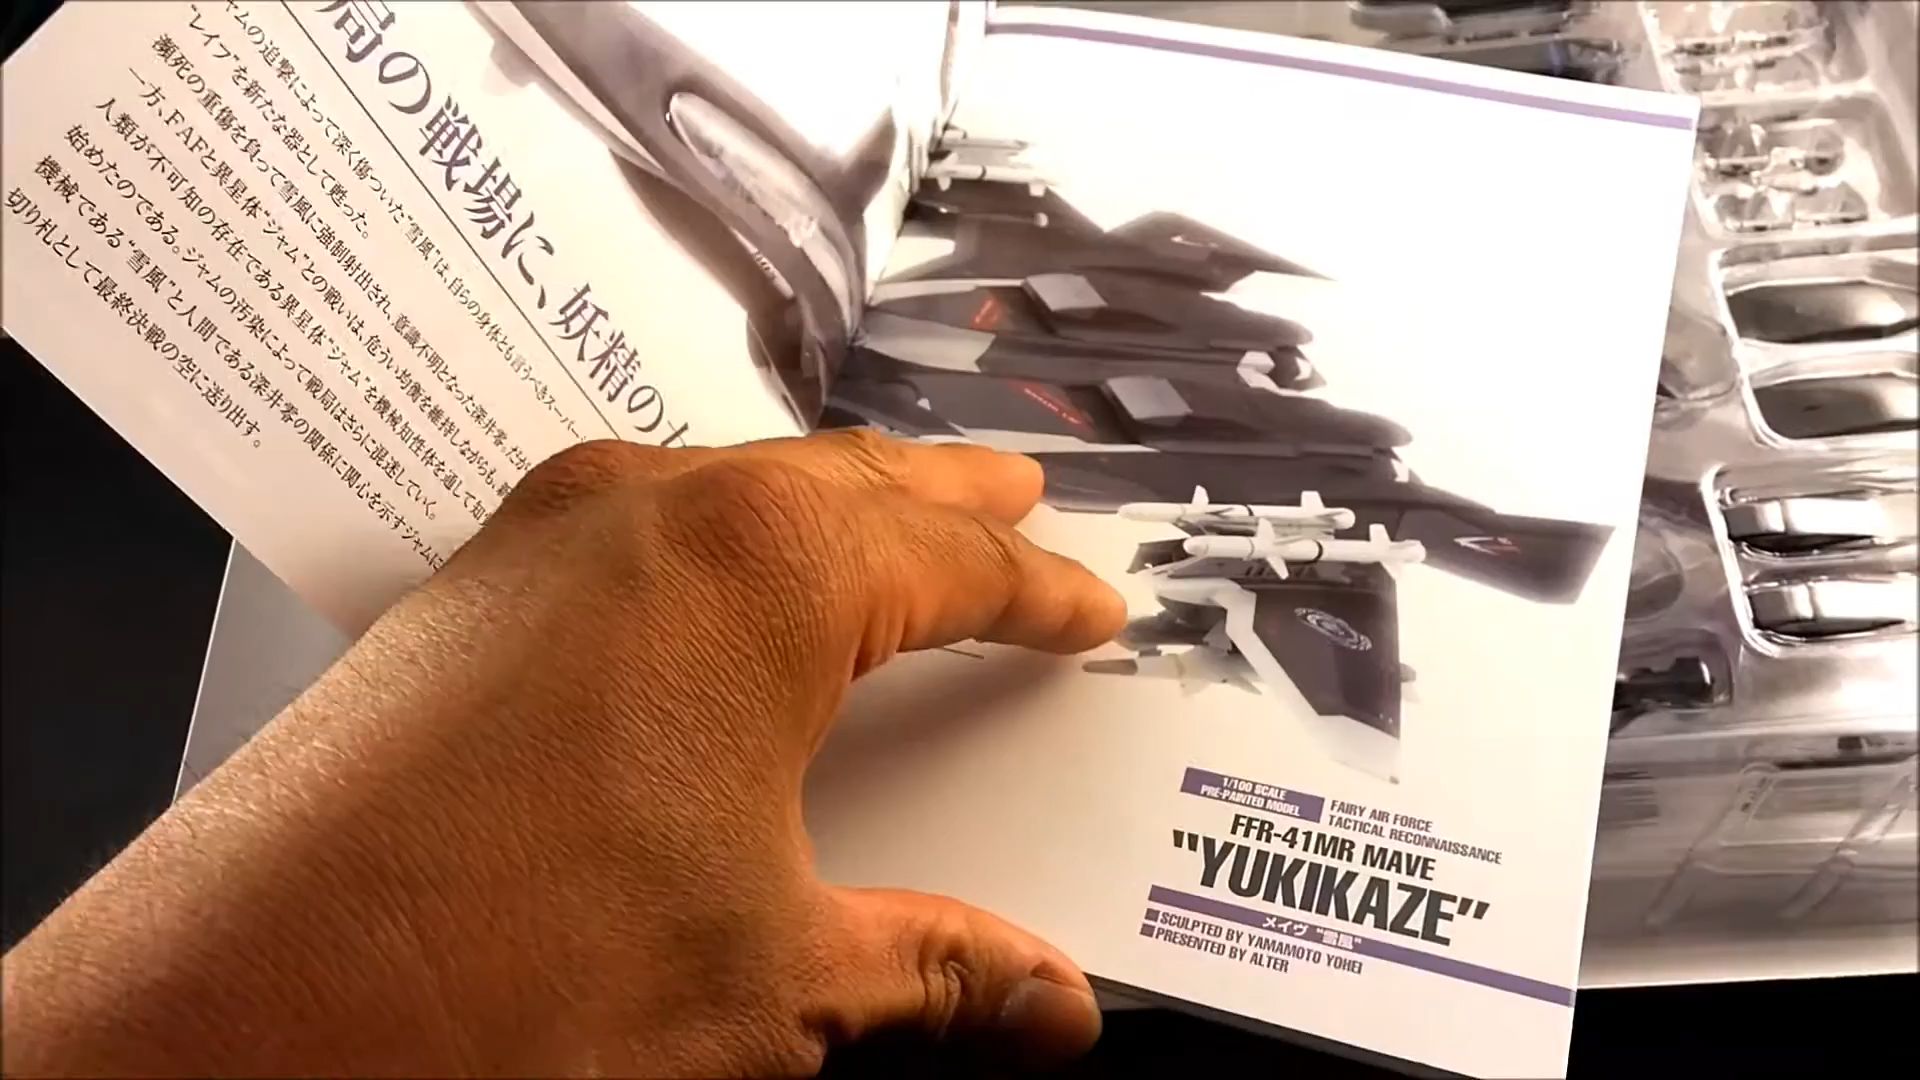 局の戦場に、妖精の
ャムの追撃によって深く傷ついた“雪風”は、自らの身体とも言うべきスーパー
“レイフ”を新たな器として甦った。
瀕死の重傷を負って雪風に強制射出され、意識不明となった深井零。だが
一方、FAFと異星体“ジャム”との戦いは、危うい均衡を維持しながらも、新
人類が不可知の存在である異星体“ジャム”を機械知性体を通して知
始めたのである。ジャムの汚染によって戦局はさらに混迷していく。
機械である“雪風”と人間である深井零の関係に関心を示すジャムに
切り札として最終決戦の空に送り出す。
1/100 SCALE
PRE-PAINTED MODEL
FAIRY AIR FORCE
TACTICAL RECONNAISSANCE
FFR-41MR MAVE
"YUKIKAZE"
メイヴ "雪風"
■SCULPTED BY YAMAMOTO YOHEI
■PRESENTED BY ALTER